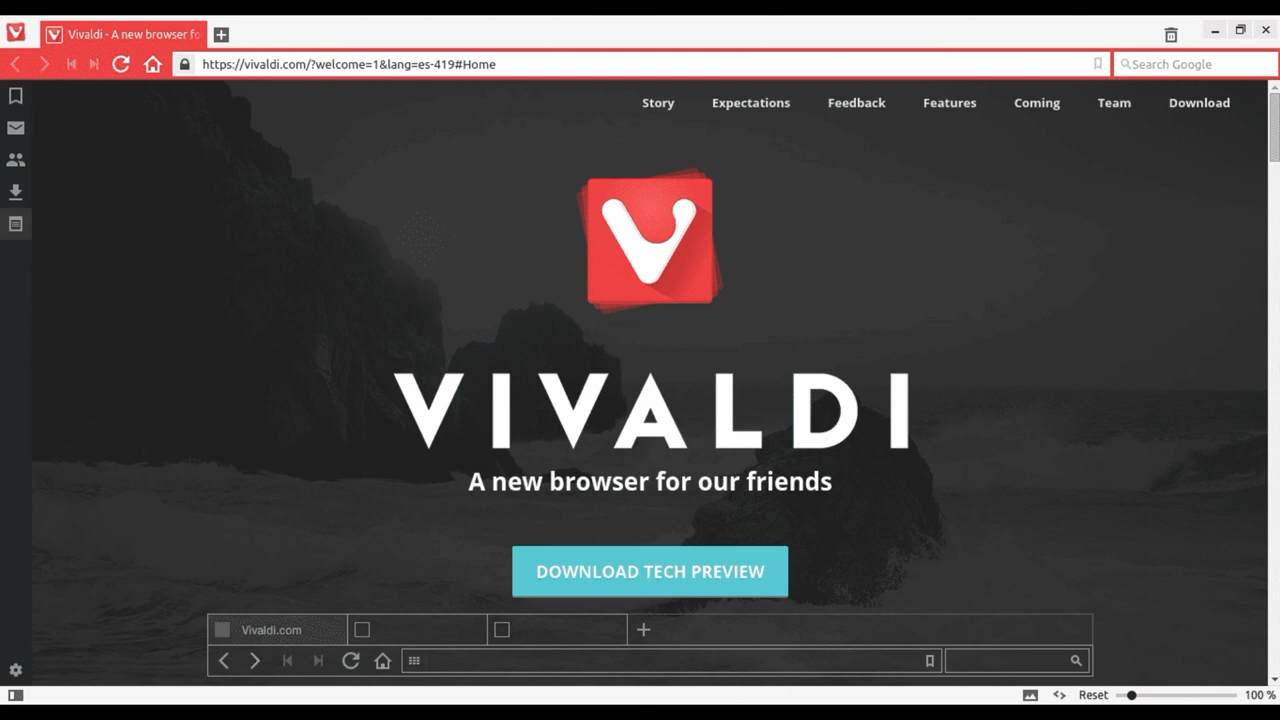 Vivaldi - A new browser fo
https://vivaldi.com/?welcome=1&lang=es-419#Home
Search Google
Story Expectations Feedback Features Coming Team Download
VIVALDI
A new browser for our friends
DOWNLOAD TECH PREVIEW
Vivaldi.com
Reset 100 %